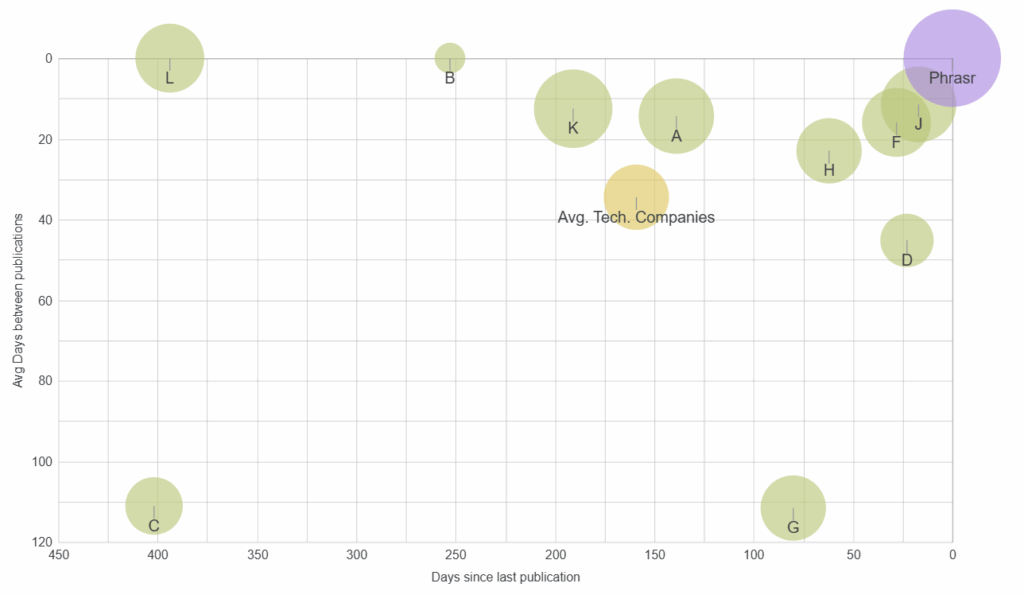 0
L
B
Phrasr
K
A
J
F
20
H
Avg. Tech. Companies
40
D
60
80
100
C
G
120
Avg Days between publications
450
400
350
300
250
200
150
100
50
0
Days since last publication